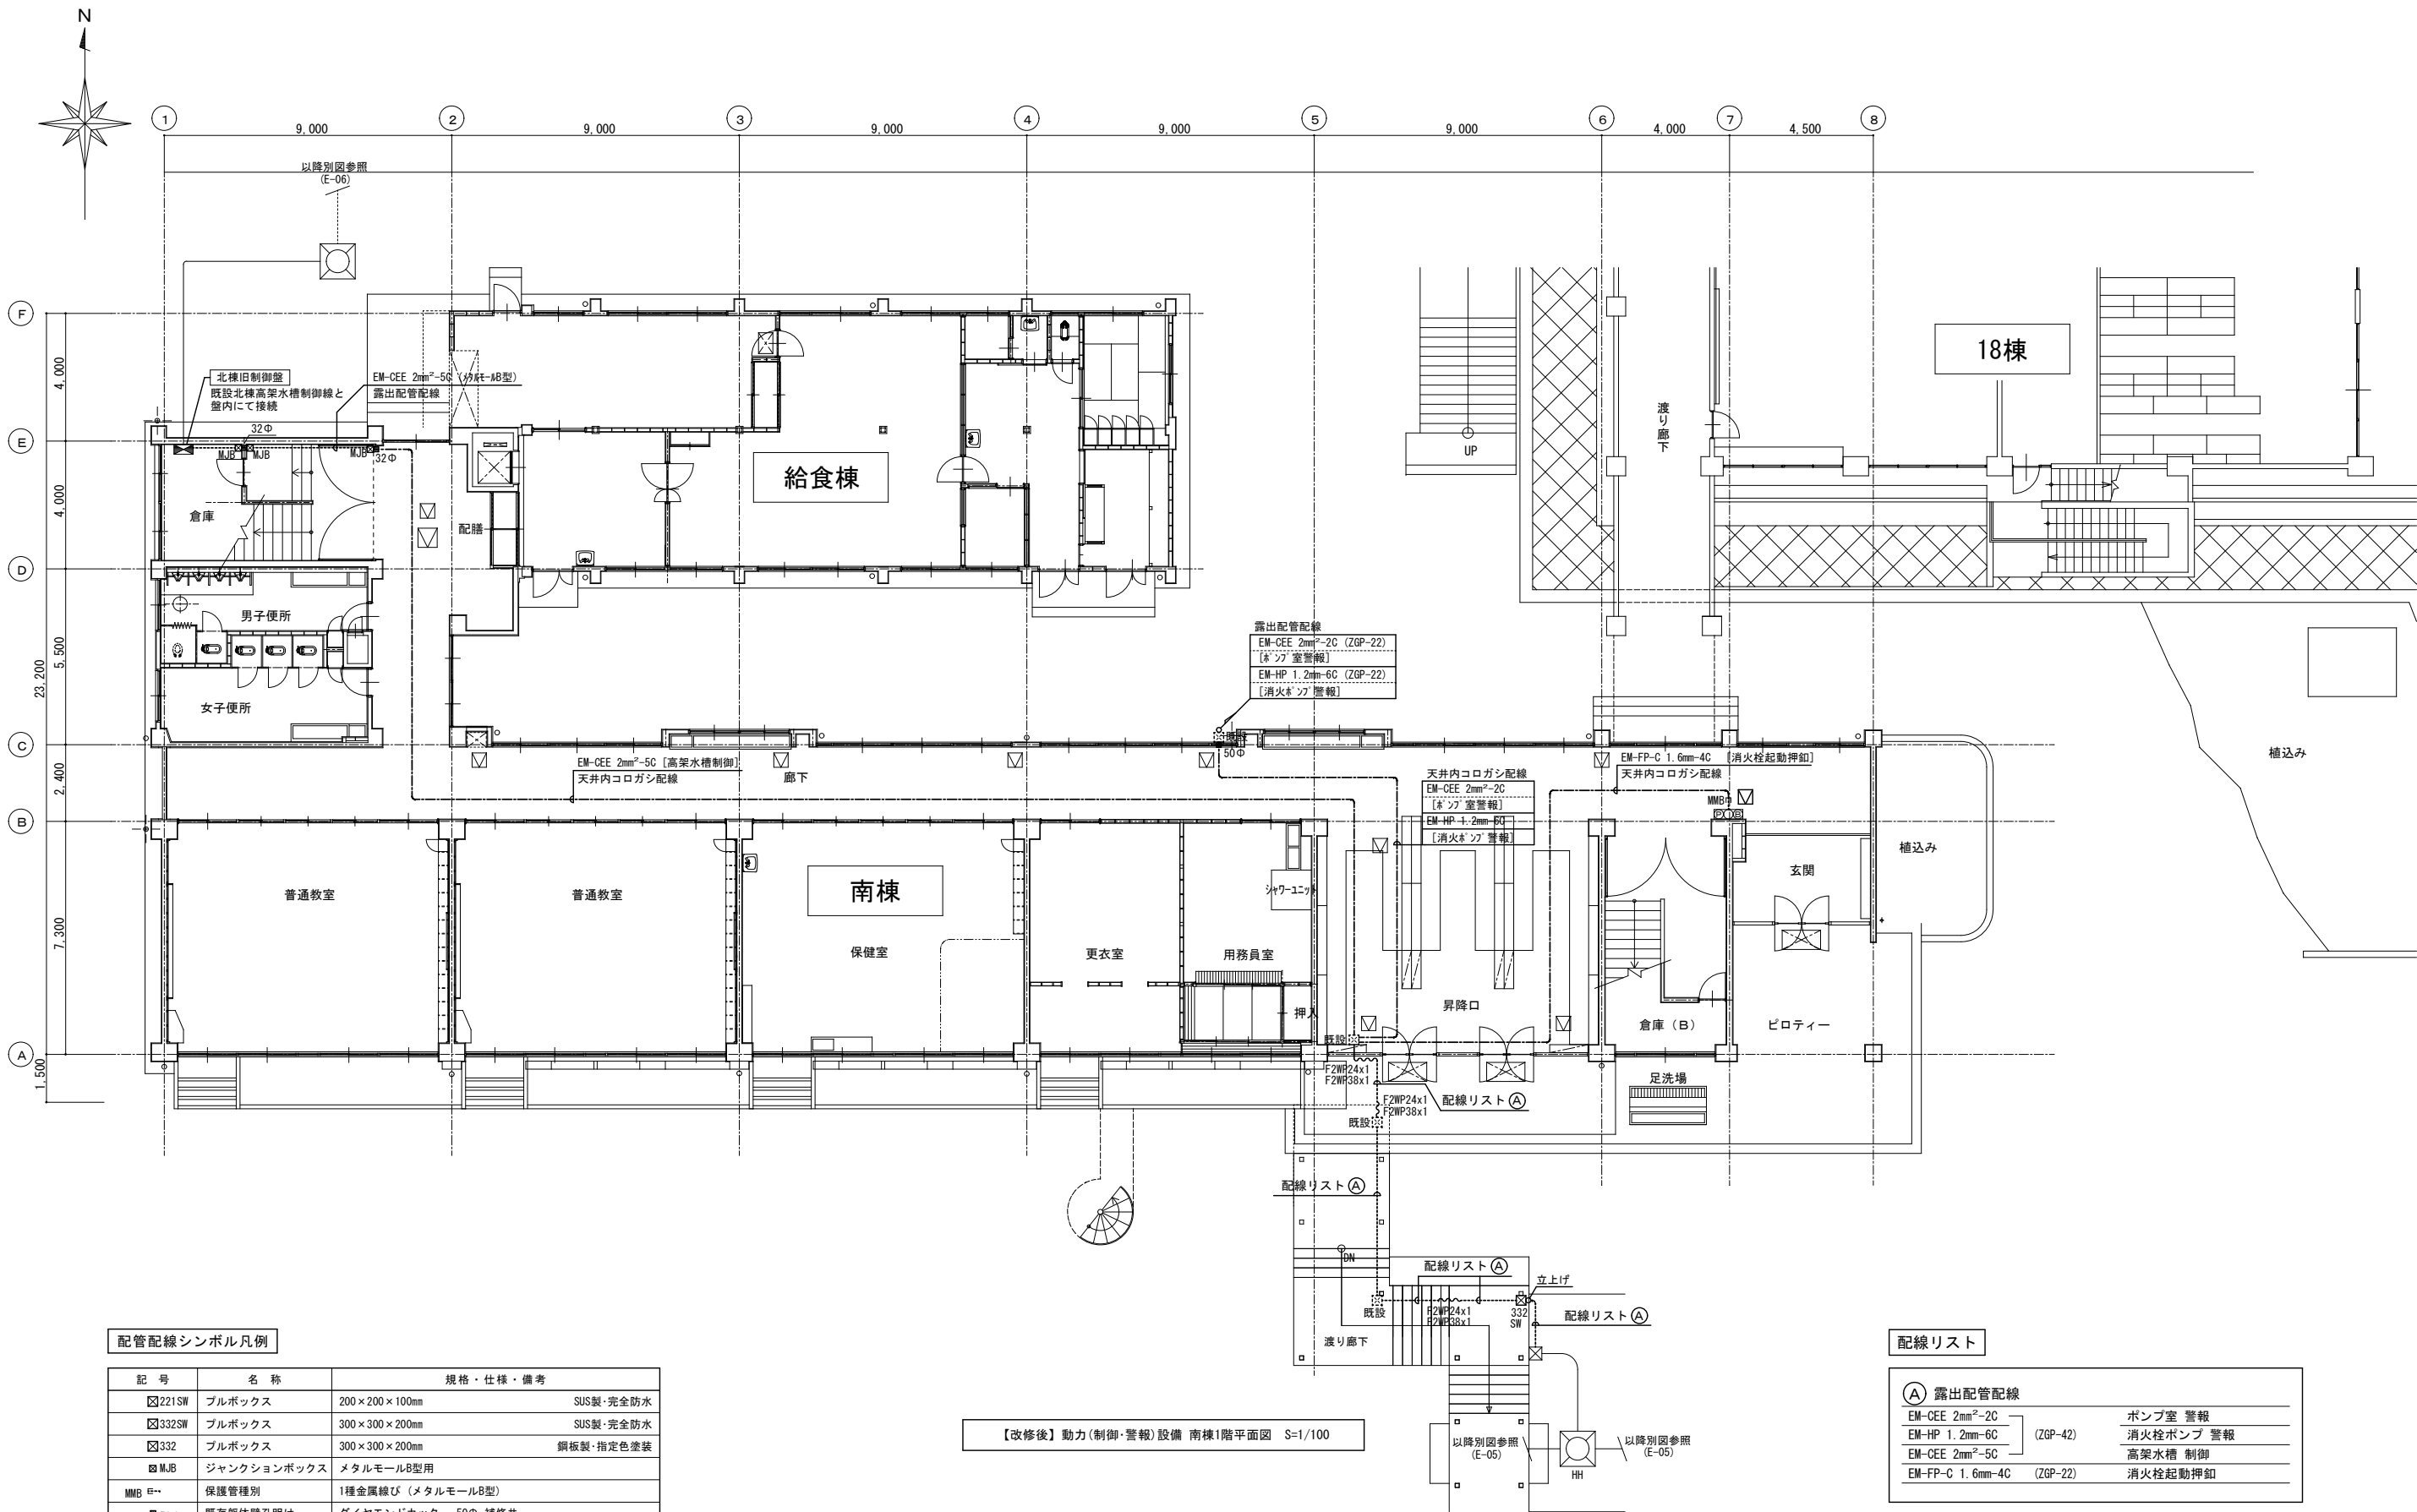 N
1
2
3
4
5
6
7
8
9,000
9,000
9,000
9,000
9,000
4,000
4,500
以降別図参照
(E-06)
F
E
D
C
B
A
4,000
4,000
5,500
23,200
2,400
7,300
1,500
北棟旧制御盤
既設北棟高架水槽制御線と
盤内にて接続
EM-CEE 2mm²-5C (メタルモールB型)
露出配管配線
32Φ
MJB
MJB
MJB
32Φ
倉庫
配膳
給食棟
男子便所
女子便所
18棟
渡り廊下
UP
露出配管配線
EM-CEE 2mm²-2C (ZGP-22)
[ポンプ室警報]
EM-HP 1.2mm-6C (ZGP-22)
[消火ポンプ警報]
既設
50Φ
植込み
EM-CEE 2mm²-5C [高架水槽制御]
天井内コロガシ配線
廊下
天井内コロガシ配線
EM-CEE 2mm²-2C
[ポンプ室警報]
EM-HP 1.2mm-6C
[消火ポンプ警報]
EM-FP-C 1.6mm-4C [消火栓起動押釦]
天井内コロガシ配線
MMB
P
B
植込み
玄関
普通教室
普通教室
南棟
保健室
更衣室
用務員室
シャワーユニット
押入
昇降口
倉庫（B）
ピロティー
既設
F2WP24x1
F2WP38x1
F2WP24x1
F2WP38x1
配線リスト A
既設
足洗場
配線リスト A
DN
配線リスト A
立上げ
既設
F2WP24x1
F2WP38x1
332
SW
配線リスト A
渡り廊下
以降別図参照
(E-05)
HH
以降別図参照
(E-05)
配管配線シンボル凡例
記 号 名 称 規格・仕様・備考
221SW プルボックス 200×200×100mm SUS製・完全防水
332SW プルボックス 300×300×200mm SUS製・完全防水
332 プルボックス 300×300×200mm 鋼板製・指定色塗装
MJB ジャンクションボックス メタルモールB型用
MMB 保護管種別 1種金属線ぴ（メタルモールB型）
【改修後】動力(制御・警報)設備 南棟1階平面図 S=1/100
配線リスト
A 露出配管配線
EM-CEE 2mm²-2C ポンプ室 警報
EM-HP 1.2mm-6C (ZGP-42) 消火栓ポンプ 警報
EM-CEE 2mm²-5C 高架水槽 制御
EM-FP-C 1.6mm-4C (ZGP-22) 消火栓起動押釦